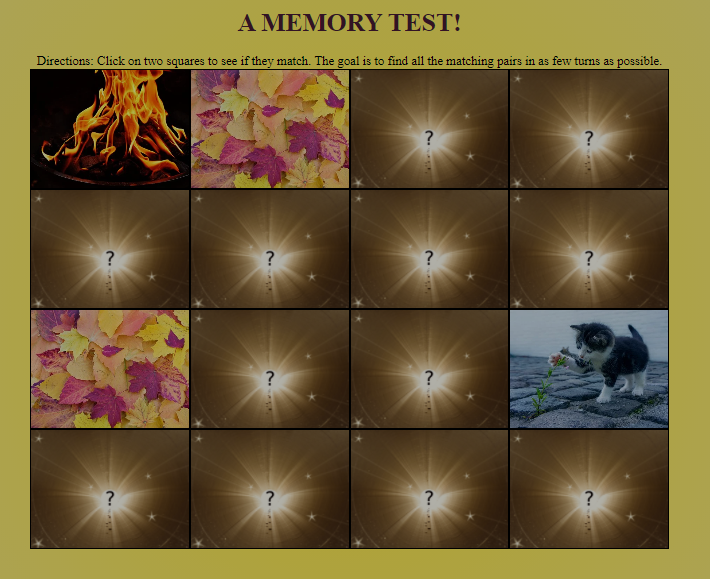 A MEMORY TEST!
Directions: Click on two squares to see if they match. The goal is to find all the matching pairs in as few turns as possible.
? ?
? ? ? ?
? ?
? ? ? ?